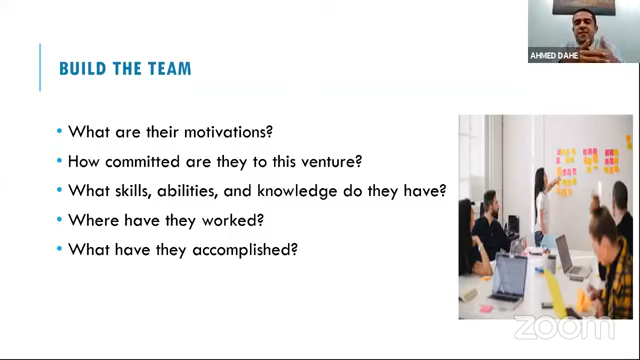 AHMED DAHE
BUILD THE TEAM
• What are their motivations?
• How committed are they to this venture?
• What skills, abilities, and knowledge do they have?
• Where have they worked?
• What have they accomplished?
zoom